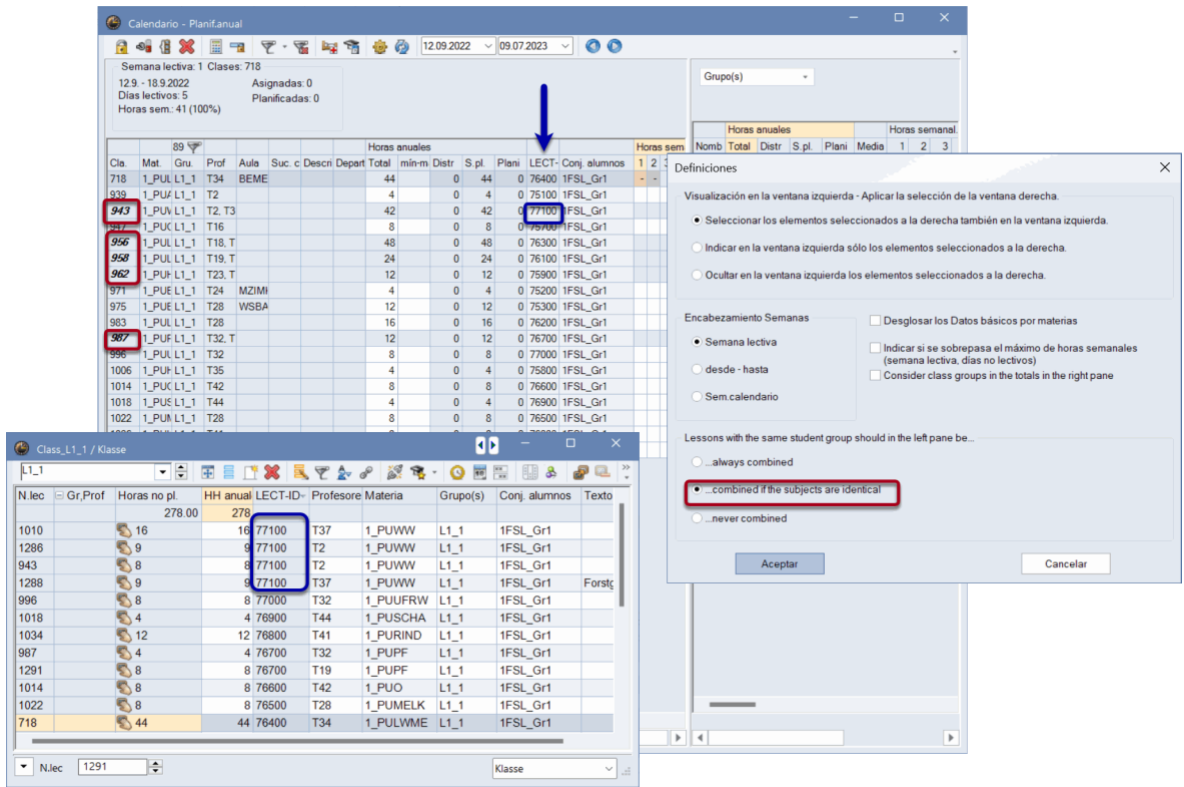 Calendario - Planif.anual
12.09.2022 09.07.2023
Semana lectiva: 1 Clases: 718
12.9. - 18.9.2022 Asignadas: 0
Días lectivos: 5 Planificadas: 0
Horas sem.: 41 (100%)
Grupo(s)
89 Horas anuales Horas sem
Cla. Mat. Gru. Prof Aula Suc. c Descri Depart Total mín-m Distr S.pl. Plani LECT- Conj. alumnos 1 2
718 1_PUL L1_1 T34 BEME 44 0 44 0 76400 1FSL_Gr1 - -
939 1_PUA L1_1 T2 4 0 4 0 75100 1FSL_Gr1
943 1_PUW L1_1 T2, T3 42 0 42 0 77100 1FSL_Gr1
947 1_PUC L1_1 T16 8 0 8 0 75700 1FSL_Gr1
956 1_PUL L1_1 T18, T 48 0 48 0 76300 1FSL_Gr1
958 1_PUL L1_1 T19, T 24 0 24 0 76100 1FSL_Gr1
962 1_PUH L1_1 T23, T 12 0 12 0 75900 1FSL_Gr1
971 1_PUE L1_1 T24 MZIMI 4 0 4 0 75200 1FSL_Gr1
975 1_PUE L1_1 T28 WSBA 12 0 12 0 75300 1FSL_Gr1
983 1_PUL L1_1 T28 16 0 16 0 76200 1FSL_Gr1
987 1_PUF L1_1 T32, T 12 0 12 0 76700 1FSL_Gr1
996 1_PUL L1_1 T32 8 0 8 0 77000 1FSL_Gr1
1006 1_PUH L1_1 T35 4 0 4 0 75800 1FSL_Gr1
1014 1_PUC L1_1 T42 8 0 8 0 76600 1FSL_Gr1
1018 1_PUS L1_1 T44 4 0 4 0 76900 1FSL_Gr1
1022 1_PUM L1_1 T28 8 0 8 0 76500 1FSL_Gr1
Horas anuales Horas semanal.
Nomb Total Distr S.pl. Plani Media 1 2 3
Definiciones
Visualización en la ventana izquierda - Aplicar la selección de la ventana derecha.
Seleccionar los elementos seleccionados a la derecha también en la ventana izquierda.
Indicar en la ventana izquierda sólo los elementos seleccionados a la derecha.
Ocultar en la ventana izquierda los elementos seleccionados a la derecha.
Encabezamiento Semanas
Semana lectiva
desde - hasta
Sem.calendario
Desglosar los Datos básicos por materias
Indicar si se sobrepasa el máximo de horas semanales
(semana lectiva, días no lectivos)
Consider class groups in the totals in the right pane
Lessons with the same student group should in the left pane be...
...always combined
...combined if the subjects are identical
...never combined
Aceptar Cancelar
Class_L1_1 / Klasse
L1_1
N.lec Gr,Prof Horas no pl. HH anual LECT-ID Profesore Materia Grupo(s) Conj. alumnos Texto
278.00 278
1010 16 16 77100 T37 1_PUWW L1_1 1FSL_Gr1
1286 9 9 77100 T2 1_PUWW L1_1 1FSL_Gr1
943 8 8 77100 T2 1_PUWW L1_1 1FSL_Gr1
1288 9 9 77100 T37 1_PUWW L1_1 1FSL_Gr1 Forstg
996 8 8 77000 T32 1_PUUFRW L1_1 1FSL_Gr1
1018 4 4 76900 T44 1_PUSCHA L1_1 1FSL_Gr1
1034 12 12 76800 T41 1_PURIND L1_1 1FSL_Gr1
987 4 4 76700 T32 1_PUPF L1_1 1FSL_Gr1
1291 8 8 76700 T19 1_PUPF L1_1 1FSL_Gr1
1014 8 8 76600 T42 1_PUO L1_1 1FSL_Gr1
1022 8 8 76500 T28 1_PUMELK L1_1 1FSL_Gr1
718 44 44 76400 T34 1_PULWME L1_1 1FSL_Gr1
N.lec 1291 Klasse